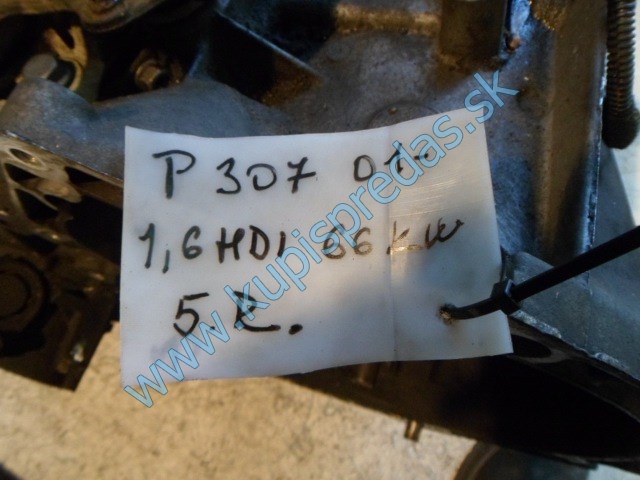 P 307 01-
1,6 HDI 66 kW
5.R.
www.kupispredas.sk